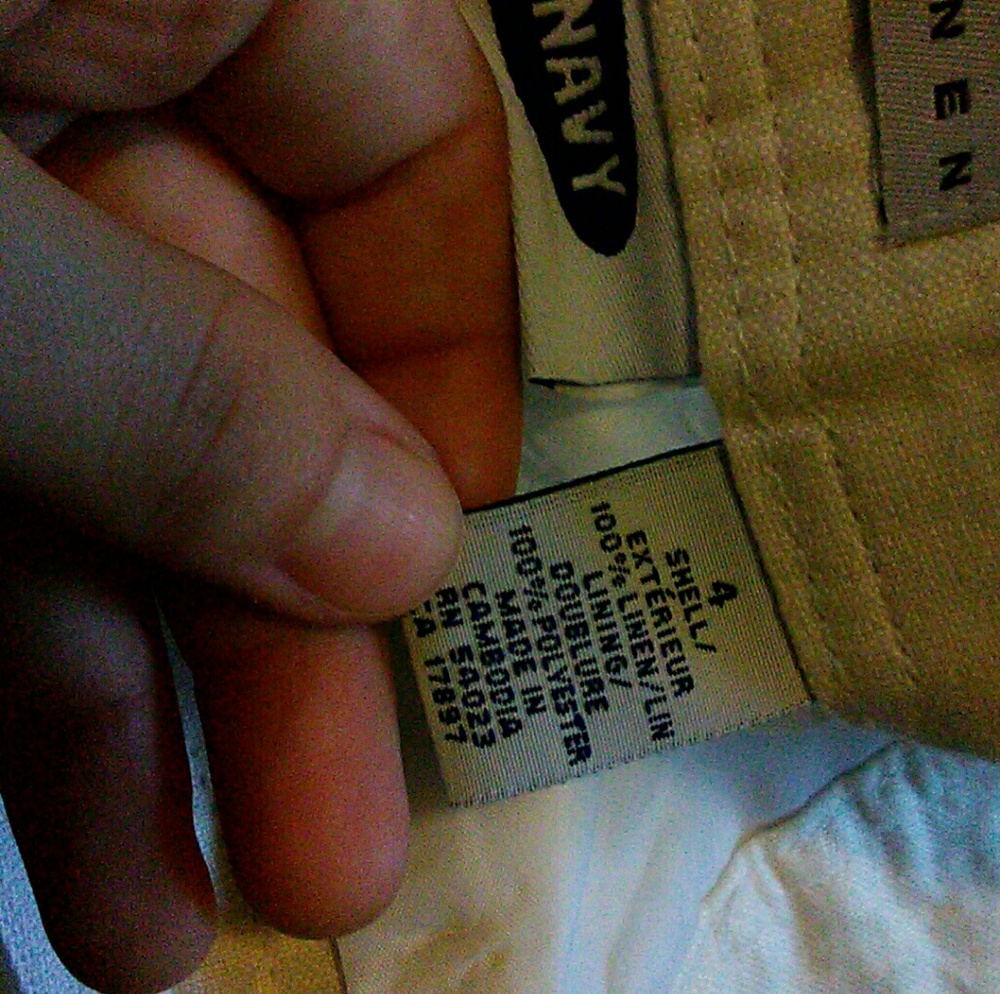 NAVY
NEN
4
SHELL/
EXTÉRIEUR
100% LINEN/LIN
LINING/
DOUBLURE
100% POLYESTER
MADE IN
CAMBODIA
RN 54023
CA 17897